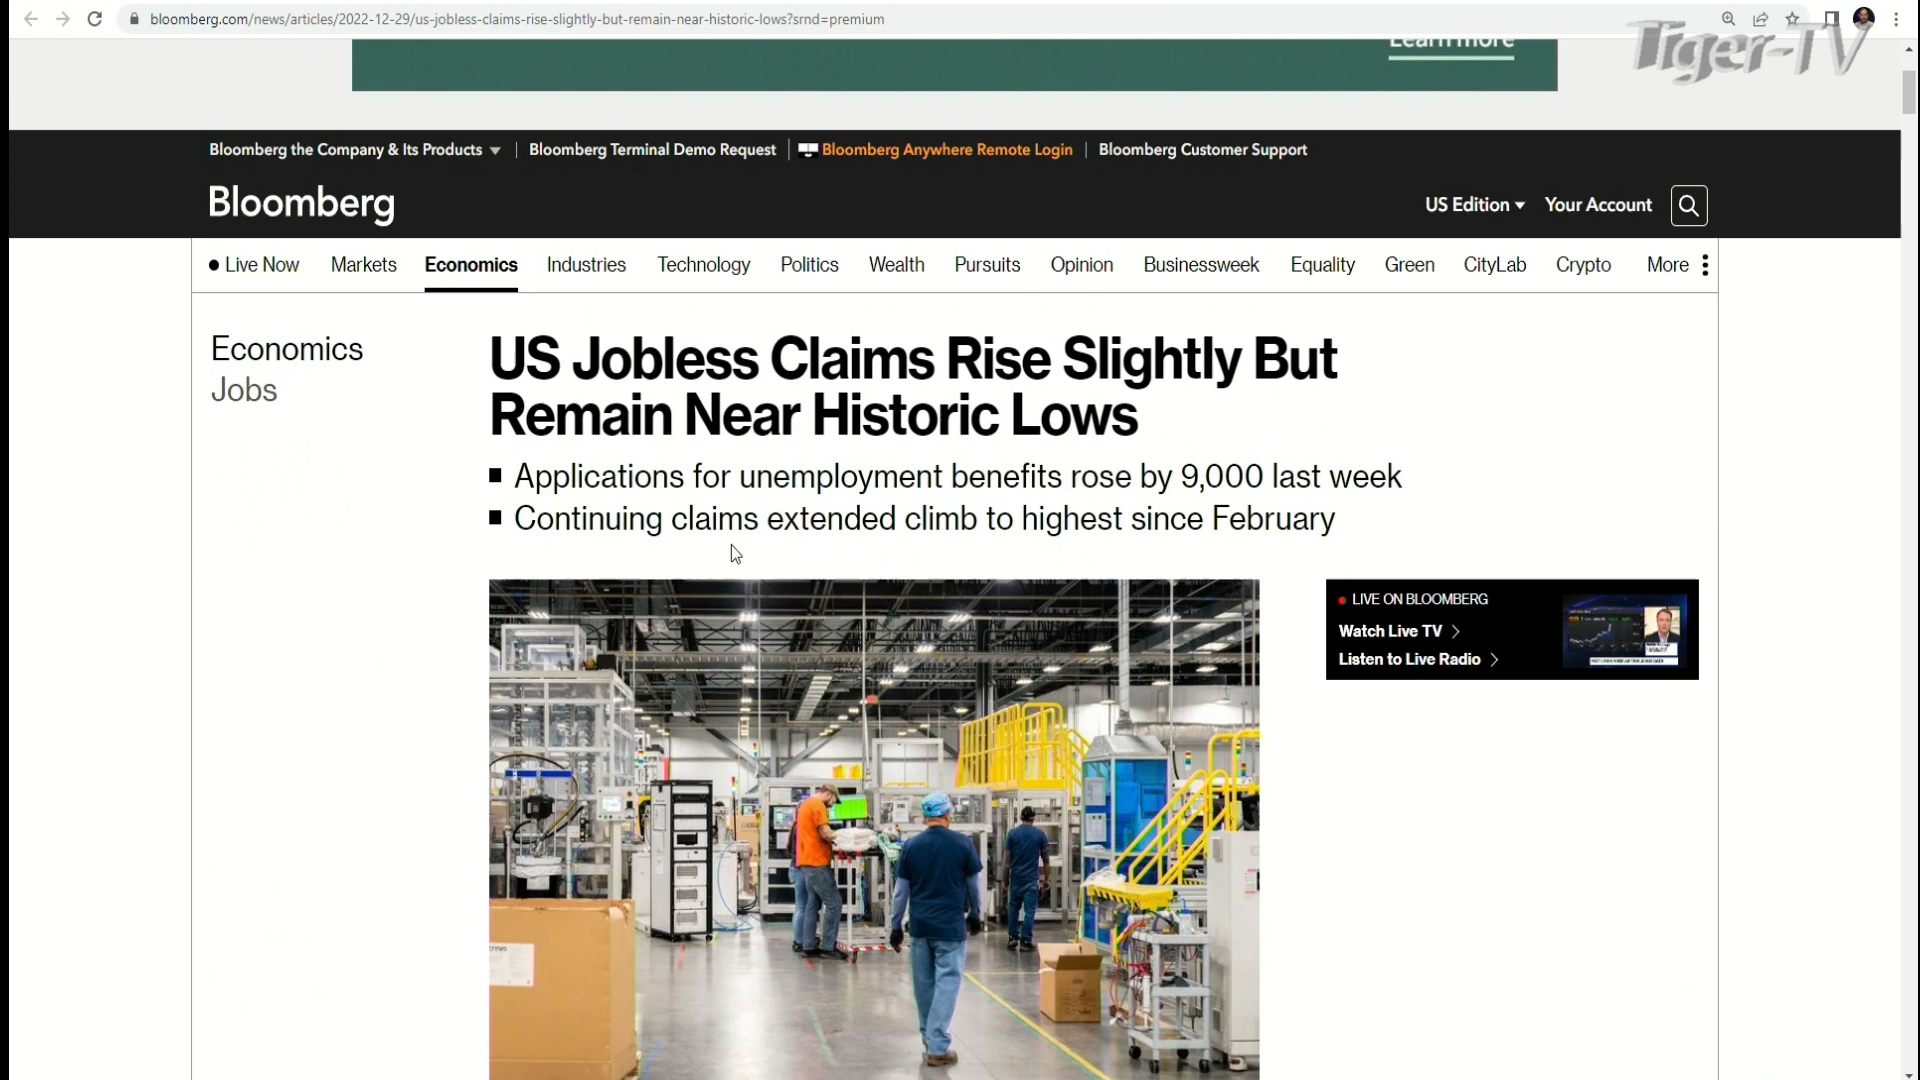 bloomberg.com/news/articles/2022-12-29/us-jobless-claims-rise-slightly-but-remain-near-historic-lows?srnd=premium
Tiger-TV
Learn more
Bloomberg the Company & Its Products
Bloomberg Terminal Demo Request
Bloomberg Anywhere Remote Login
Bloomberg Customer Support
Bloomberg
US Edition
Your Account
Live Now
Markets
Economics
Industries
Technology
Politics
Wealth
Pursuits
Opinion
Businessweek
Equality
Green
CityLab
Crypto
More
Economics
Jobs
US Jobless Claims Rise Slightly But
Remain Near Historic Lows
Applications for unemployment benefits rose by 9,000 last week
Continuing claims extended climb to highest since February
LIVE ON BLOOMBERG
Watch Live TV
Listen to Live Radio